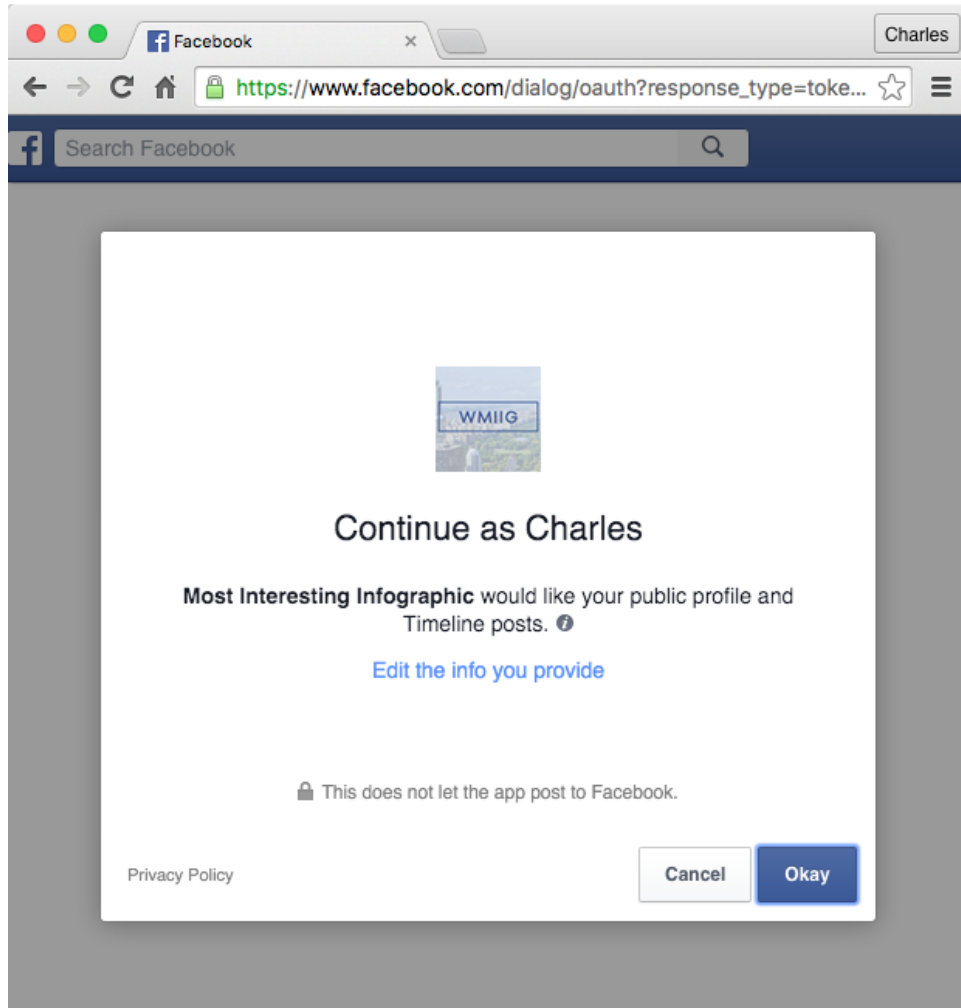 Facebook
Charles
https://www.facebook.com/dialog/oauth?response_type=toke...
f Search Facebook
WMIIG
Continue as Charles
Most Interesting Infographic would like your public profile and
Timeline posts.
Edit the info you provide
This does not let the app post to Facebook.
Privacy Policy
Cancel
Okay